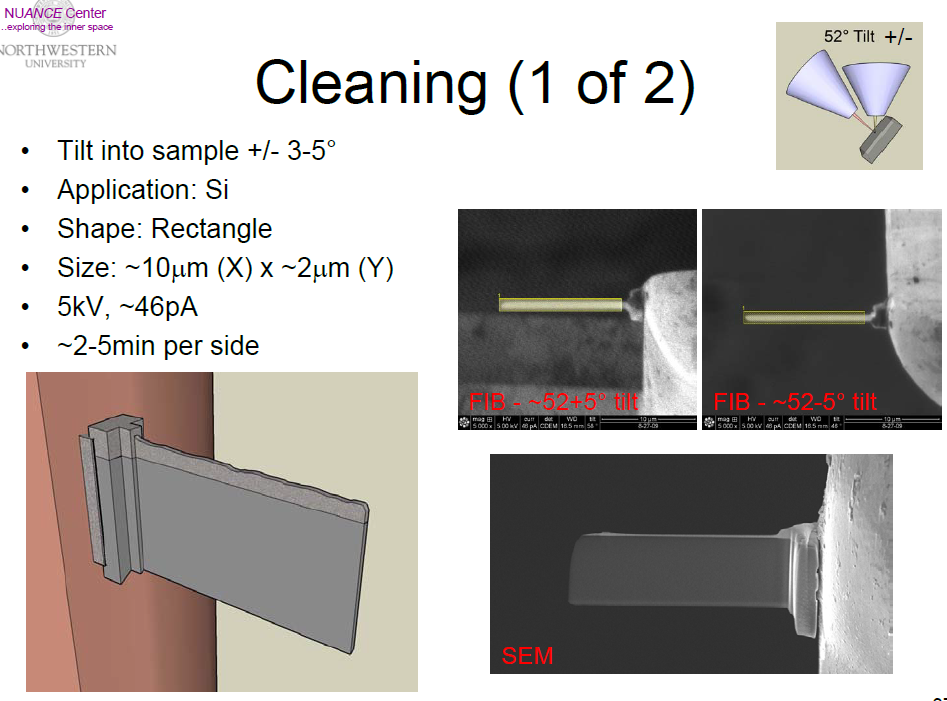 NUANCE Center
...exploring the inner space
NORTHWESTERN
UNIVERSITY
52° Tilt +/-
Cleaning (1 of 2)
• Tilt into sample +/- 3-5°
• Application: Si
• Shape: Rectangle
• Size: ~10μm (X) x ~2μm (Y)
• 5kV, ~46pA
• ~2-5min per side
FIB - ~52+5° tilt
mag HV curr det WD tilt 10 µm
5 000 x 5.00 kV 46 pA CDEM 16.5 mm 58 ° 8-27-09
FIB - ~52-5° tilt
mag HV curr det WD tilt 10 µm
5 000 x 5.00 kV 46 pA CDEM 16.5 mm 8-27-09
SEM